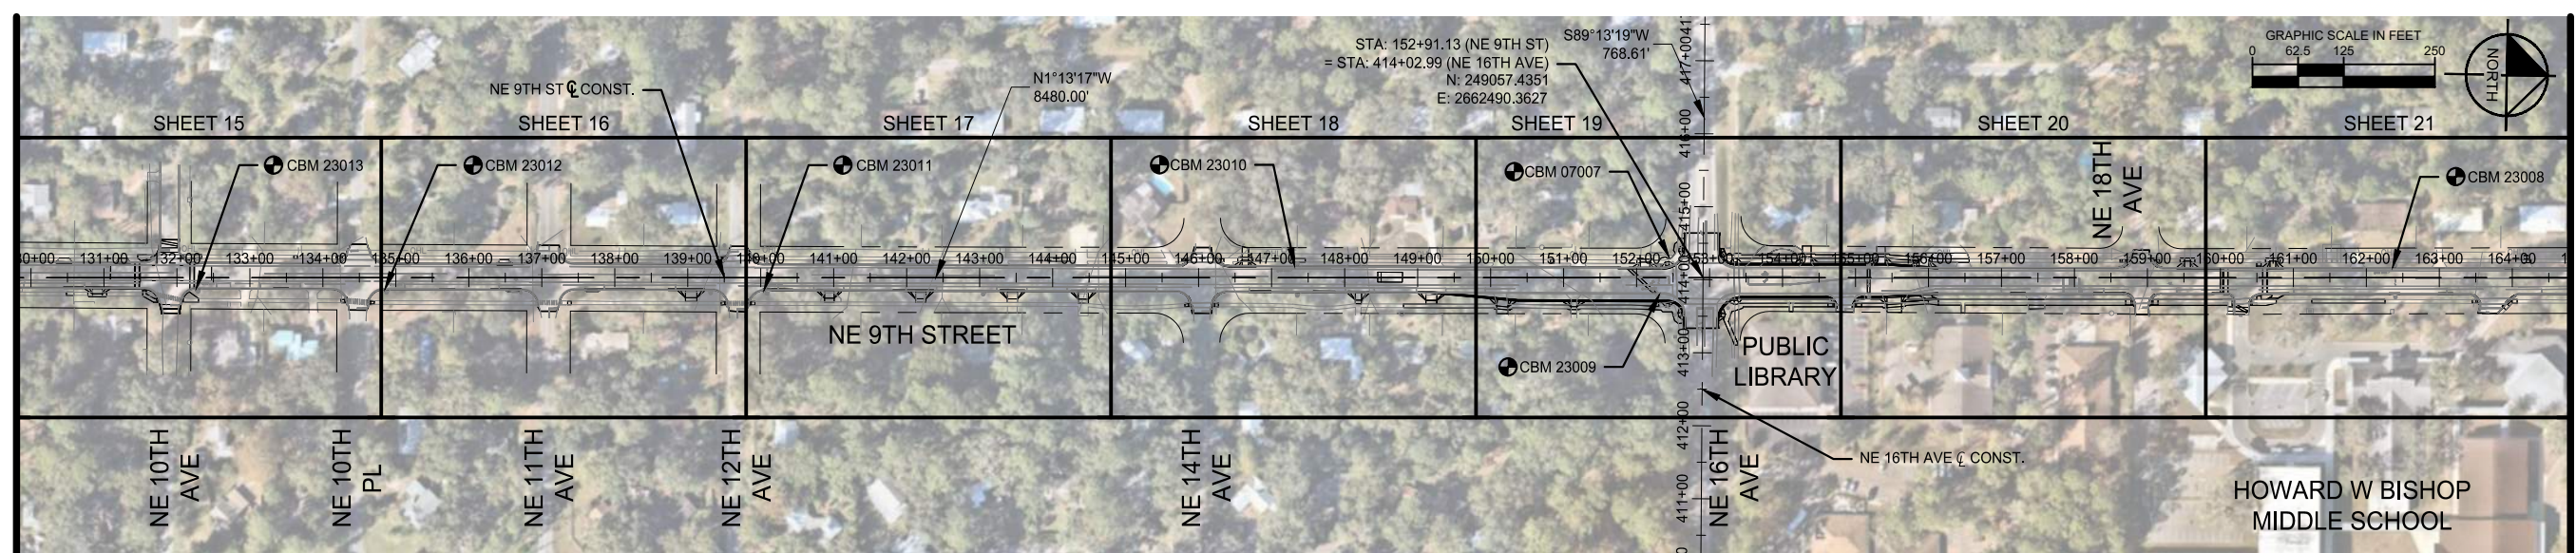 STA: 152+91.13 (NE 9TH ST)
= STA: 414+02.99 (NE 16TH AVE)
N: 249057.4351
E: 2662490.3627
S89°13'19"W
768.61'
GRAPHIC SCALE IN FEET
0 62.5 125 250
NORTH
NE 9TH ST ℄ CONST.
N1°13'17"W
8480.00'
SHEET 15
SHEET 16
SHEET 17
SHEET 18
SHEET 19
SHEET 20
SHEET 21
CBM 23013
CBM 23012
CBM 23011
CBM 23010
CBM 07007
CBM 23008
NE 18TH
AVE
417+00
416+00
415+00
414+00
413+00
412+00
411+00
131+00 132+00 133+00 134+00 135+00 136+00 137+00 138+00 139+00 140+00 141+00 142+00 143+00 144+00 145+00 146+00 147+00 148+00 149+00 150+00 151+00 152+00 153+00 154+00 155+00 156+00 157+00 158+00 159+00 160+00 161+00 162+00 163+00 164+00
NE 9TH STREET
CBM 23009
PUBLIC
LIBRARY
NE 10TH
AVE
NE 10TH
PL
NE 11TH
AVE
NE 12TH
AVE
NE 14TH
AVE
NE 16TH
AVE
NE 16TH AVE ℄ CONST.
HOWARD W BISHOP
MIDDLE SCHOOL